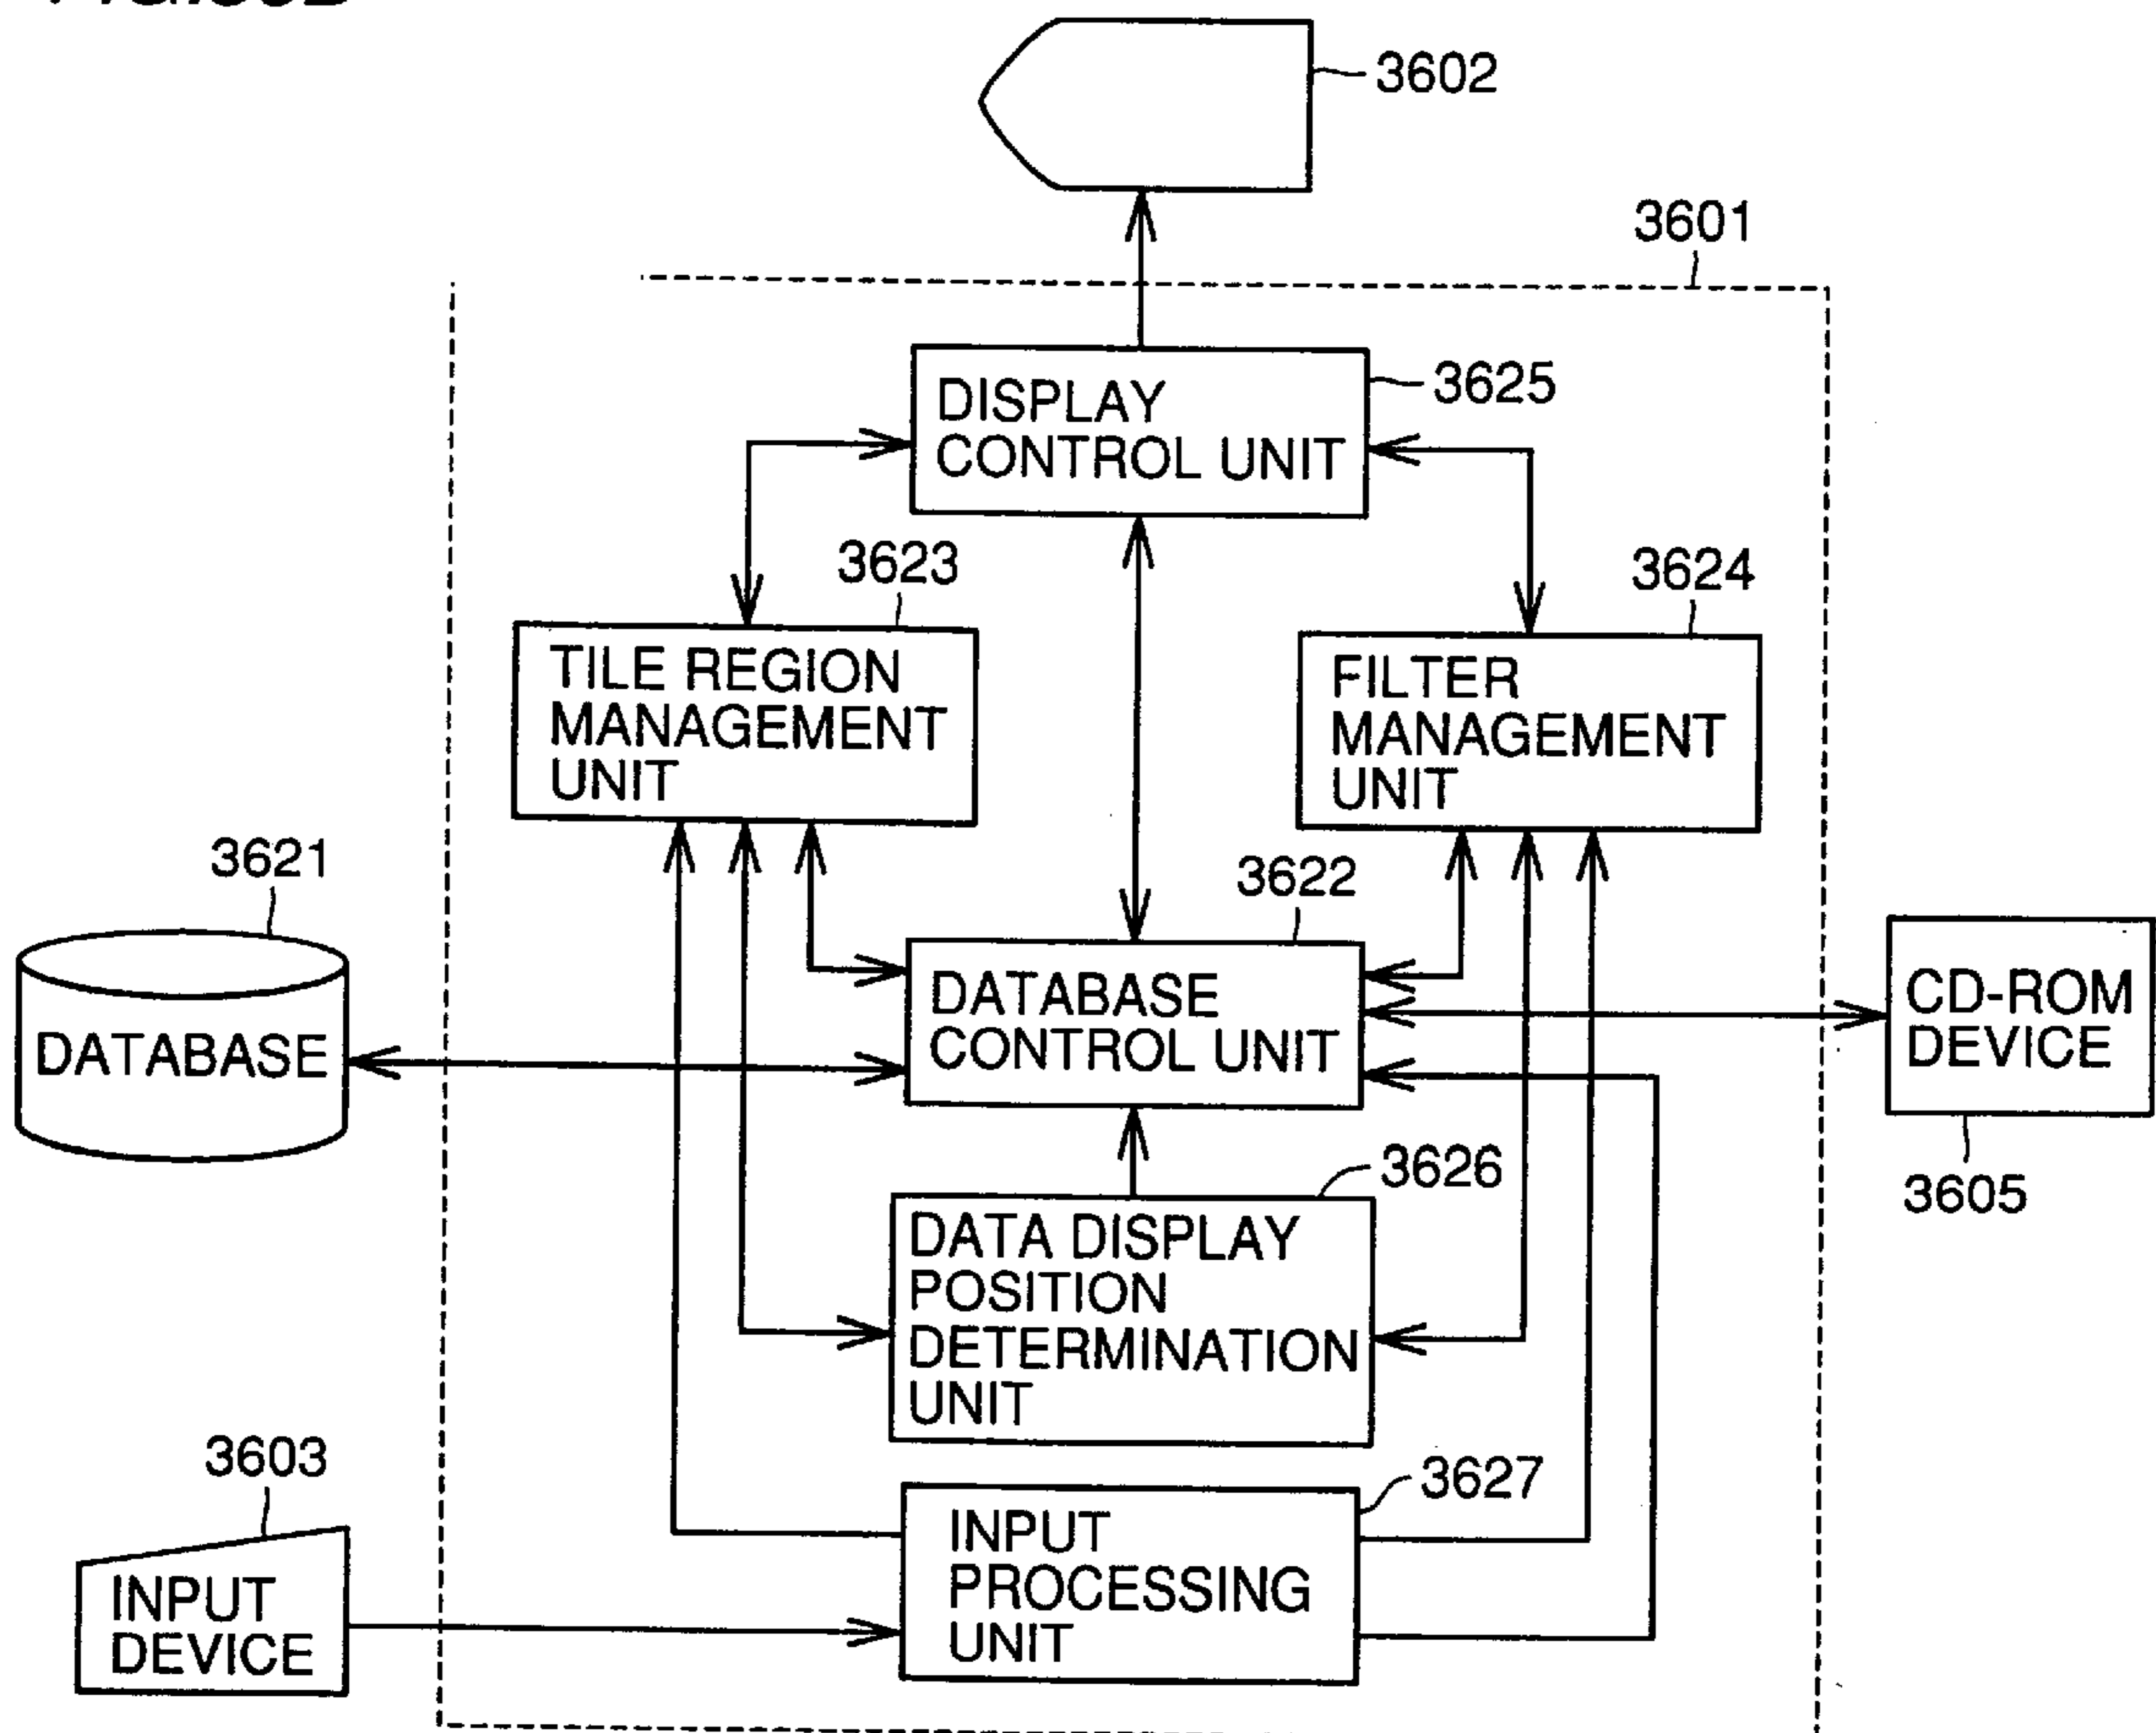 3602
3601
DISPLAY
CONTROL UNIT
3625
3623
TILE REGION
MANAGEMENT
UNIT
3624
FILTER
MANAGEMENT
UNIT
3621
DATABASE
3622
DATABASE
CONTROL UNIT
CD-ROM
DEVICE
3605
3626
DATA DISPLAY
POSITION
DETERMINATION
UNIT
3603
INPUT
DEVICE
3627
INPUT
PROCESSING
UNIT